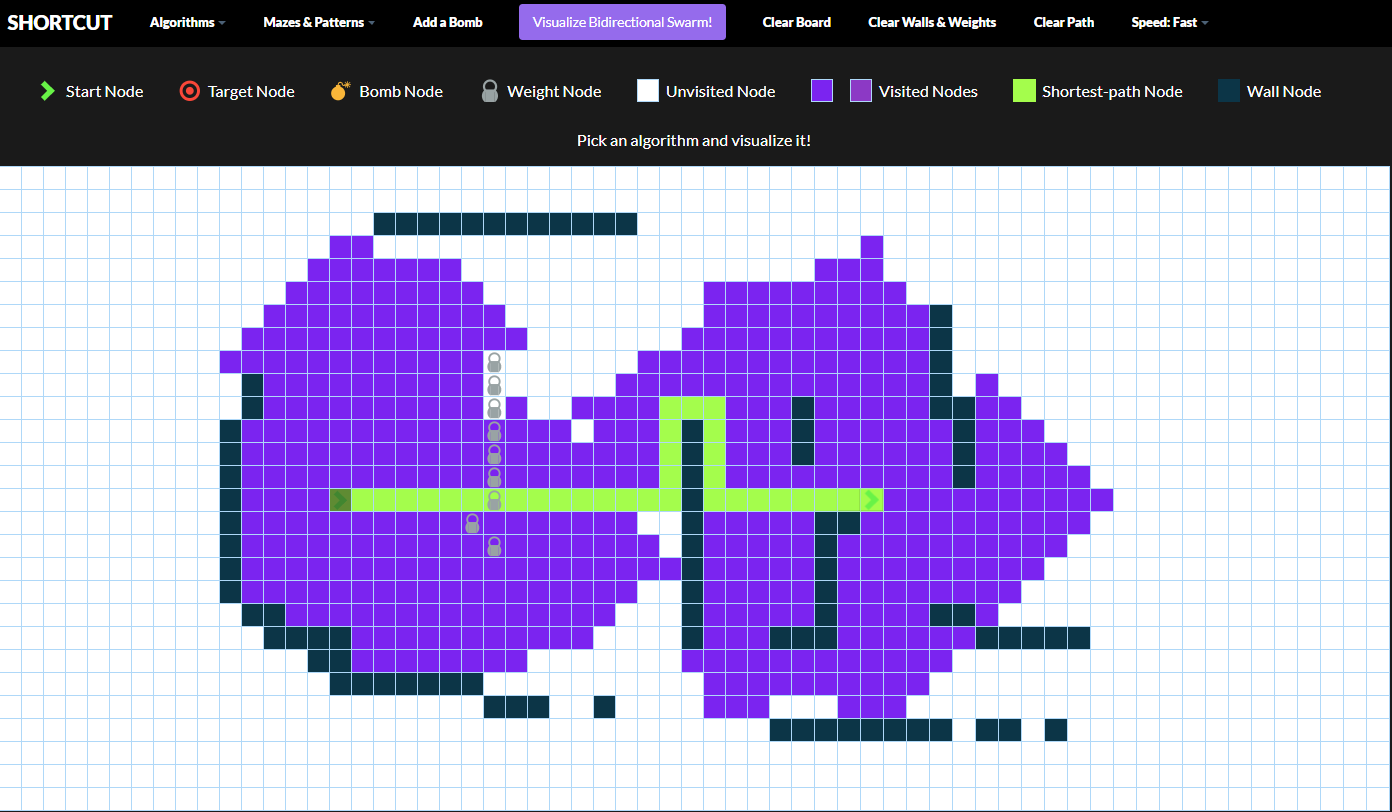 SHORTCUT Algorithms Mazes & Patterns Add a Bomb Visualize Bidirectional Swarm! Clear Board Clear Walls & Weights Clear Path Speed: Fast
Start Node Target Node Bomb Node Weight Node Unvisited Node Visited Nodes Shortest-path Node Wall Node
Pick an algorithm and visualize it!